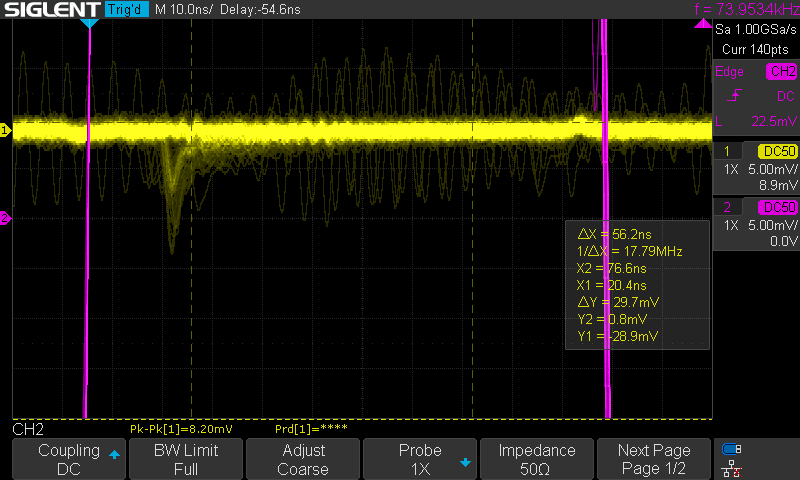 SIGLENT Trig'd M 10.0ns/ Delay:-54.6ns f = 73.9534kHz
Sa 1.00GSa/s
Curr 140pts
Edge CH2
DC
L 22.5mV
1 DC50
1X 5.00mV/
8.9mV
2 DC50
1X 5.00mV/
0.0V
1
2
ΔX = 56.2ns
1/ΔX = 17.79MHz
X2 = 76.6ns
X1 = 20.4ns
ΔY = 29.7mV
Y2 = 0.8mV
Y1 = -28.9mV
CH2 Pk-Pk[1]=8.20mV Prd[1]=****
Coupling
DC
BW Limit
Full
Adjust
Coarse
Probe
1X
Impedance
50Ω
Next Page
Page 1/2